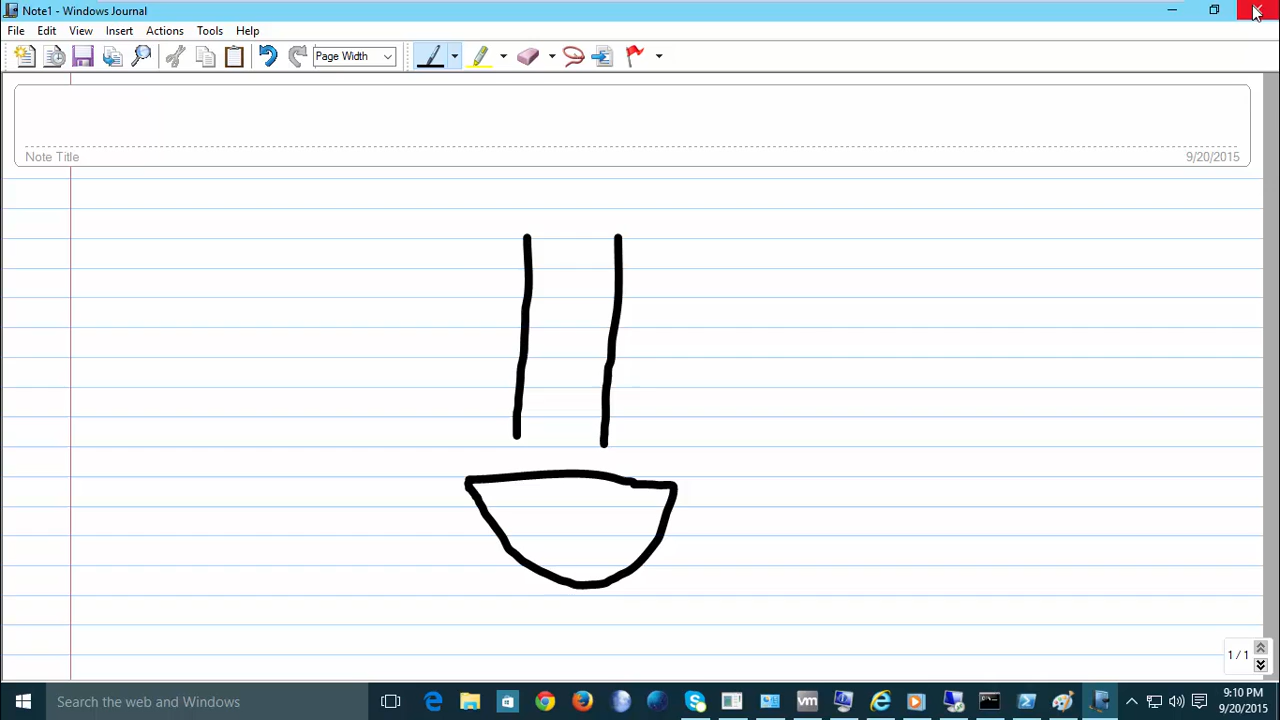 Note1 - Windows Journal
File Edit View Insert Actions Tools Help
Page Width
Note Title 9/20/2015
1 / 1
Search the web and Windows
vm
9:10 PM
9/20/2015